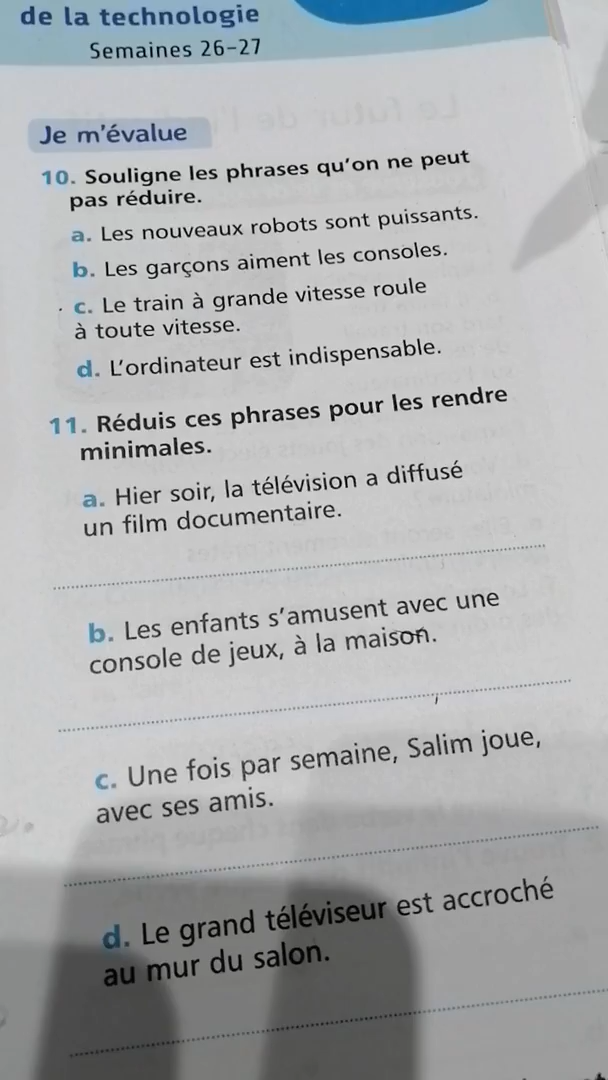 de la technologie
Semaines 26-27
Je m'évalue
10. Souligne les phrases qu'on ne peut
pas réduire.
a. Les nouveaux robots sont puissants.
b. Les garçons aiment les consoles.
c. Le train à grande vitesse roule
à toute vitesse.
d. L'ordinateur est indispensable.
11. Réduis ces phrases pour les rendre
minimales.
a. Hier soir, la télévision a diffusé
un film documentaire.
b. Les enfants s'amusent avec une
console de jeux, à la maison.
c. Une fois par semaine, Salim joue,
avec ses amis.
d. Le grand téléviseur est accroché
au mur du salon.